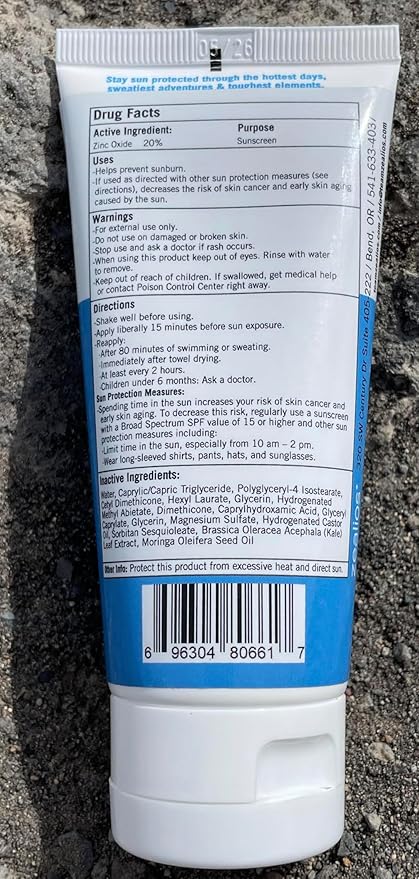 06/26
Stay sun protected through the hottest days,
sweatiest adventures & toughest elements.
Drug Facts
Active Ingredient: Purpose
Zinc Oxide 20% Sunscreen
Uses
-Helps prevent sunburn.
-If used as directed with other sun protection measures (see
directions), decreases the risk of skin cancer and early skin aging
caused by the sun.
Warnings
-For external use only.
-Do not use on damaged or broken skin.
-Stop use and ask a doctor if rash occurs.
-When using this product keep out of eyes. Rinse with water
to remove.
-Keep out of reach of children. If swallowed, get medical help
or contact Poison Control Center right away.
Directions
-Shake well before using.
-Apply liberally 15 minutes before sun exposure.
-Reapply:
-After 80 minutes of swimming or sweating.
-Immediately after towel drying.
-At least every 2 hours.
-Children under 6 months: Ask a doctor.
Sun Protection Measures:
-Spending time in the sun increases your risk of skin cancer and
early skin aging. To decrease this risk, regularly use a sunscreen
with a Broad Spectrum SPF value of 15 or higher and other sun
protection measures including:
-Limit time in the sun, especially from 10 am – 2 pm.
-Wear long-sleeved shirts, pants, hats, and sunglasses.
Inactive Ingredients:
Water, Caprylic/Capric Triglyceride, Polyglyceryl-4 Isostearate,
Cetyl Dimethicone, Hexyl Laurate, Glycerin, Hydrogenated
Methyl Abietate, Dimethicone, Caprylhydroxamic Acid, Glyceryl
Caprylate, Glycerin, Magnesium Sulfate, Hydrogenated Castor
Oil, Sorbitan Sesquioleate, Brassica Oleracea Acephala (Kale)
Leaf Extract, Moringa Oleifera Seed Oil
Other Info: Protect this product from excessive heat and direct sun.
6 96304 80661 7
SW Century Dr Suite 405-222 / Bend, OR / 541-633-4037